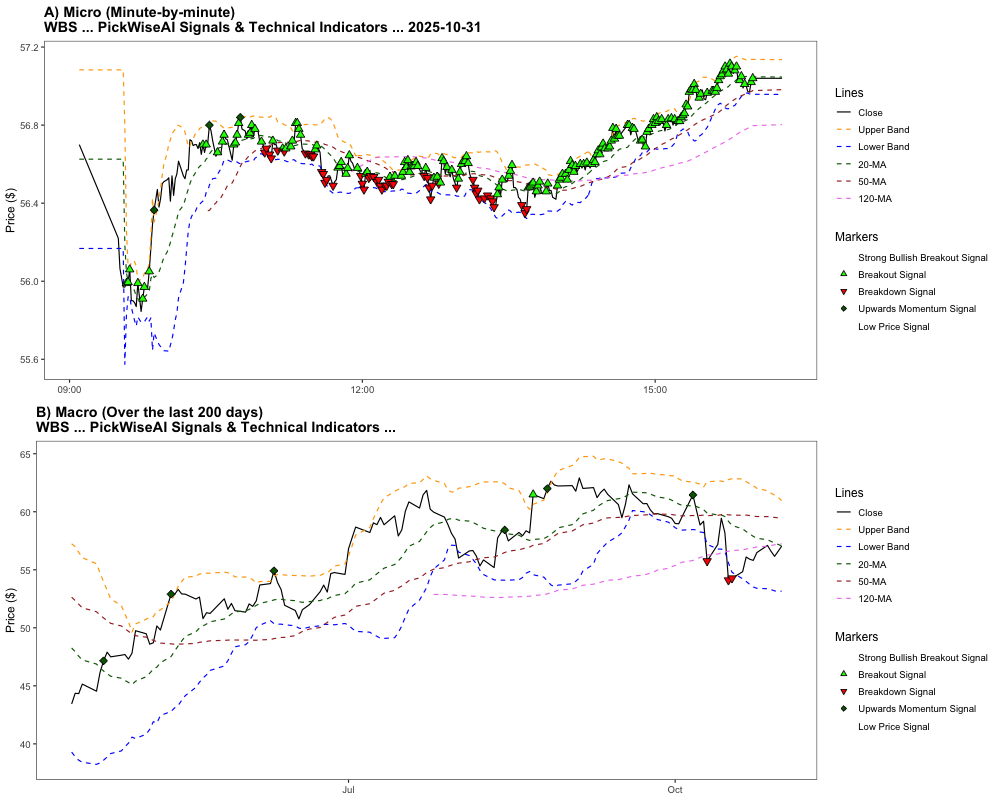 A) Micro (Minute-by-minute)
WBS ... PickWiseAI Signals & Technical Indicators ... 2025-10-31
57.2
56.8
56.4
56.0
55.6
Price ($)
09:00
12:00
15:00
Lines
Close
Upper Band
Lower Band
20-MA
50-MA
120-MA
Markers
Strong Bullish Breakout Signal
Breakout Signal
Breakdown Signal
Upwards Momentum Signal
Low Price Signal
B) Macro (Over the last 200 days)
WBS ... PickWiseAI Signals & Technical Indicators ...
65
60
55
50
45
40
Price ($)
Jul
Oct
Lines
Close
Upper Band
Lower Band
20-MA
50-MA
120-MA
Markers
Strong Bullish Breakout Signal
Breakout Signal
Breakdown Signal
Upwards Momentum Signal
Low Price Signal